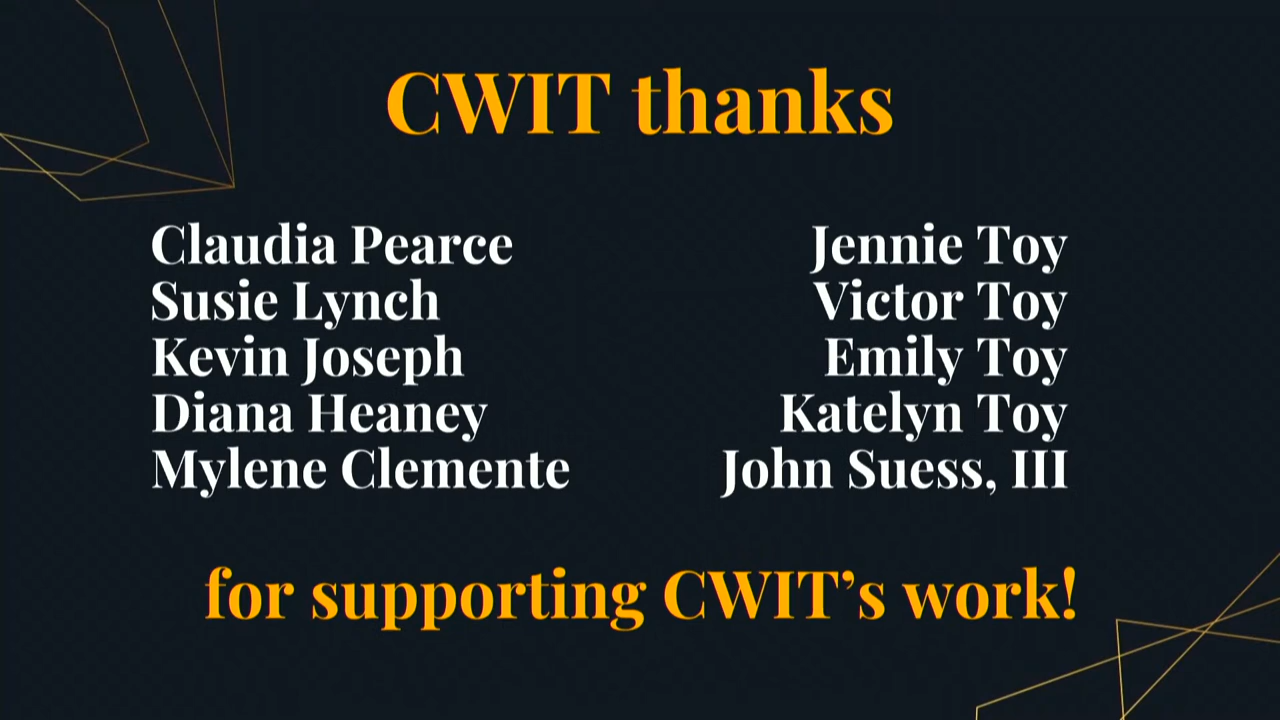 CWIT thanks
Claudia Pearce
Susie Lynch
Kevin Joseph
Diana Heaney
Mylene Clemente
Jennie Toy
Victor Toy
Emily Toy
Katelyn Toy
John Suess, III
for supporting CWIT’s work!